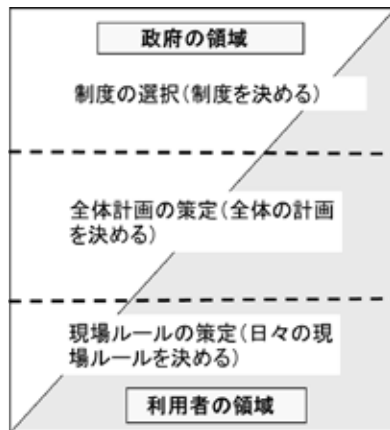 政府の領域
制度の選択(制度を決める)
全体計画の策定(全体の計画
を決める)
現場ルールの策定(日々の現
場ルールを決める)
利用者の領域